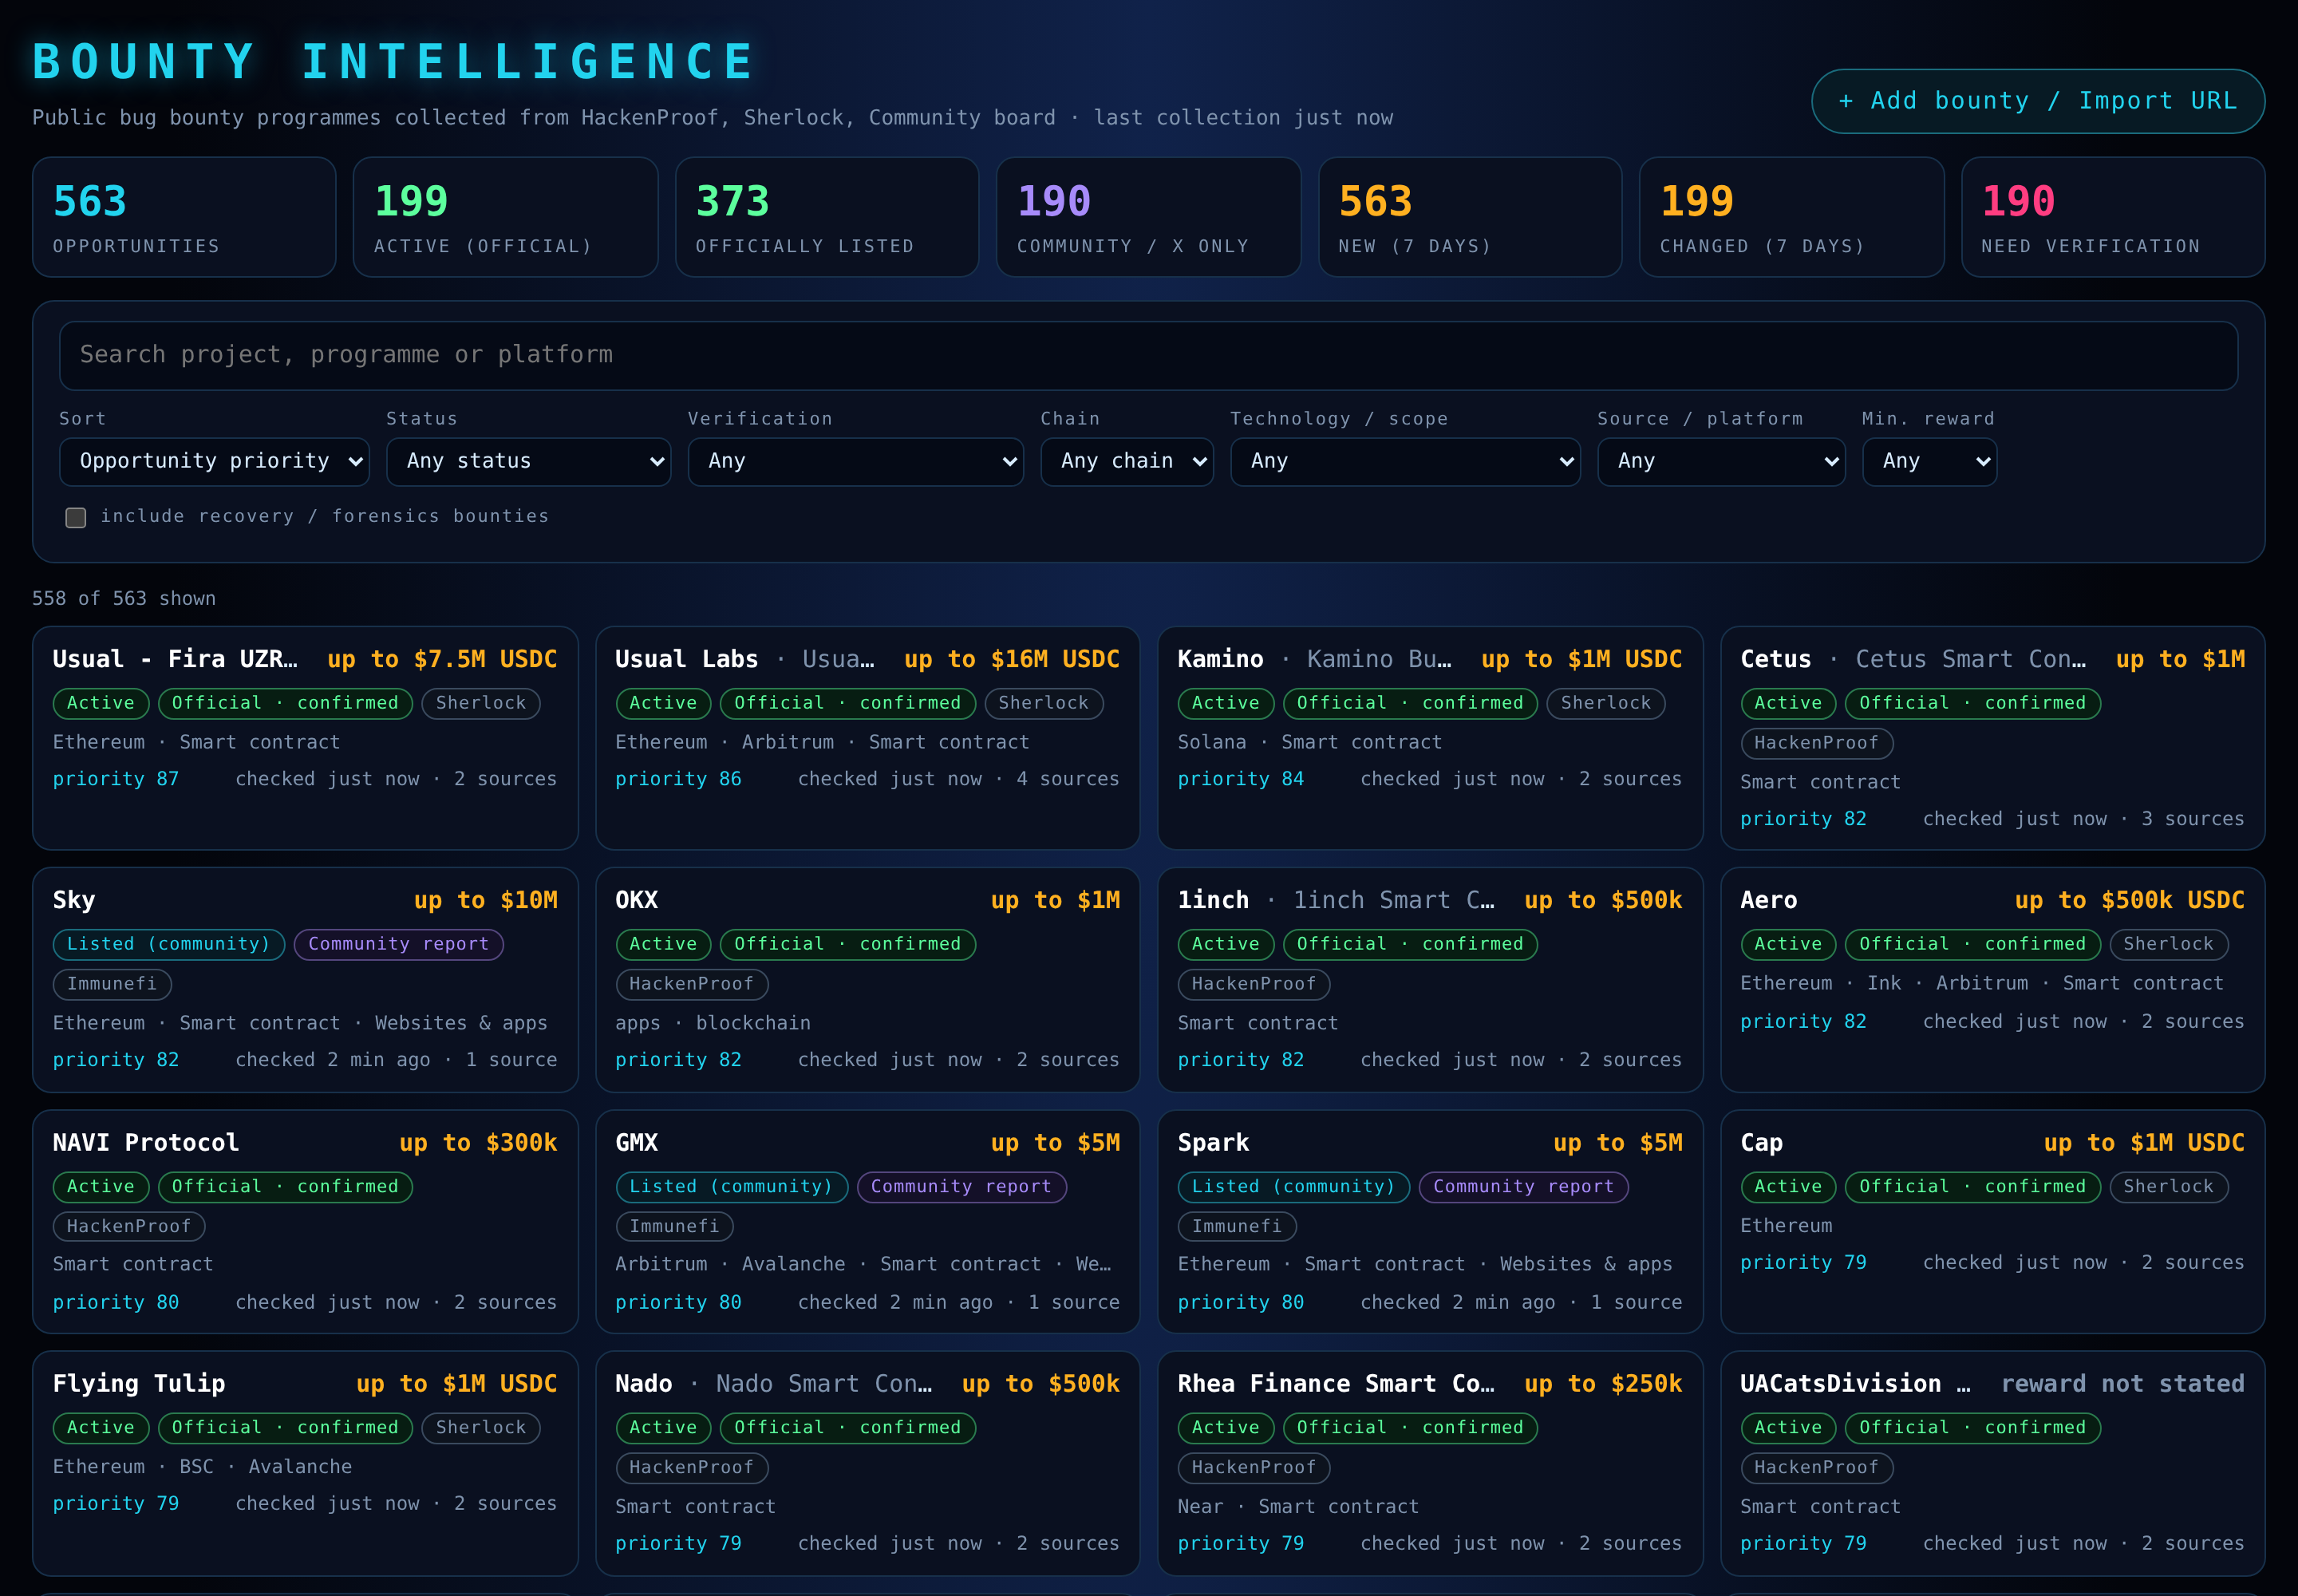 BOUNTY INTELLIGENCE
Public bug bounty programmes collected from HackenProof, Sherlock, Community board · last collection just now
+ Add bounty / Import URL
563
OPPORTUNITIES
199
ACTIVE (OFFICIAL)
373
OFFICIALLY LISTED
190
COMMUNITY / X ONLY
563
NEW (7 DAYS)
199
CHANGED (7 DAYS)
190
NEED VERIFICATION
Search project, programme or platform
Sort
Opportunity priority
Status
Any status
Verification
Any
Chain
Any chain
Technology / scope
Any
Source / platform
Any
Min. reward
Any
include recovery / forensics bounties
558 of 563 shown
Usual - Fira UZR… up to $7.5M USDC
Active Official · confirmed Sherlock
Ethereum · Smart contract
priority 87 checked just now · 2 sources
Usual Labs · Usua… up to $16M USDC
Active Official · confirmed Sherlock
Ethereum · Arbitrum · Smart contract
priority 86 checked just now · 4 sources
Kamino · Kamino Bu… up to $1M USDC
Active Official · confirmed Sherlock
Solana · Smart contract
priority 84 checked just now · 2 sources
Cetus · Cetus Smart Con… up to $1M
Active Official · confirmed
HackenProof
Smart contract
priority 82 checked just now · 3 sources
Sky up to $10M
Listed (community) Community report
Immunefi
Ethereum · Smart contract · Websites & apps
priority 82 checked 2 min ago · 1 source
OKX up to $1M
Active Official · confirmed
HackenProof
apps · blockchain
priority 82 checked just now · 2 sources
1inch · 1inch Smart C… up to $500k
Active Official · confirmed
HackenProof
Smart contract
priority 82 checked just now · 2 sources
Aero up to $500k USDC
Active Official · confirmed Sherlock
Ethereum · Ink · Arbitrum · Smart contract
priority 82 checked just now · 2 sources
NAVI Protocol up to $300k
Active Official · confirmed
HackenProof
Smart contract
priority 80 checked just now · 2 sources
GMX up to $5M
Listed (community) Community report
Immunefi
Arbitrum · Avalanche · Smart contract · We…
priority 80 checked 2 min ago · 1 source
Spark up to $5M
Listed (community) Community report
Immunefi
Ethereum · Smart contract · Websites & apps
priority 80 checked 2 min ago · 1 source
Cap up to $1M USDC
Active Official · confirmed Sherlock
Ethereum
priority 79 checked just now · 2 sources
Flying Tulip up to $1M USDC
Active Official · confirmed Sherlock
Ethereum · BSC · Avalanche
priority 79 checked just now · 2 sources
Nado · Nado Smart Con… up to $500k
Active Official · confirmed
HackenProof
Smart contract
priority 79 checked just now · 2 sources
Rhea Finance Smart Co… up to $250k
Active Official · confirmed
HackenProof
Near · Smart contract
priority 79 checked just now · 2 sources
UACatsDivision … reward not stated
Active Official · confirmed
HackenProof
Smart contract
priority 79 checked just now · 2 sources